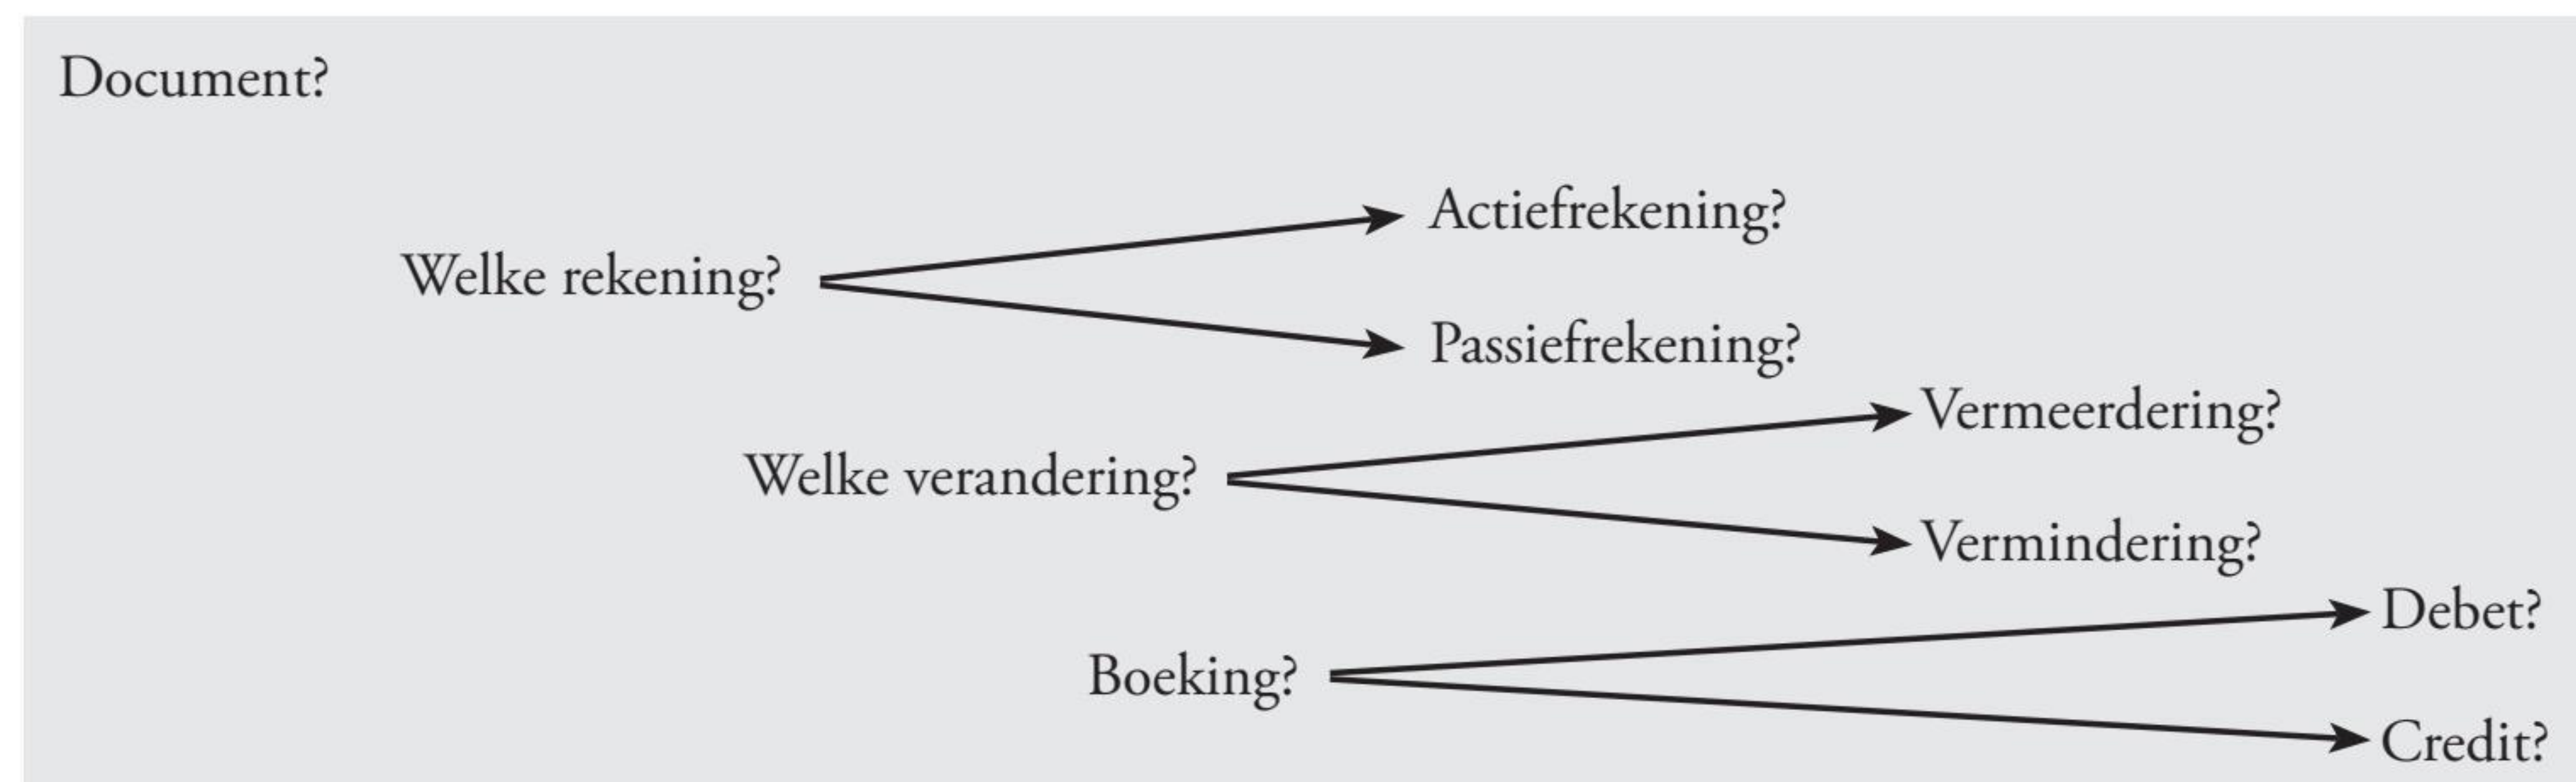 Document?
Actiefrekening?
Welke rekening?
Passiefrekening?
Vermeerdering?
Welke verandering?
Vermindering?
Debet?
Boeking?
Credit?